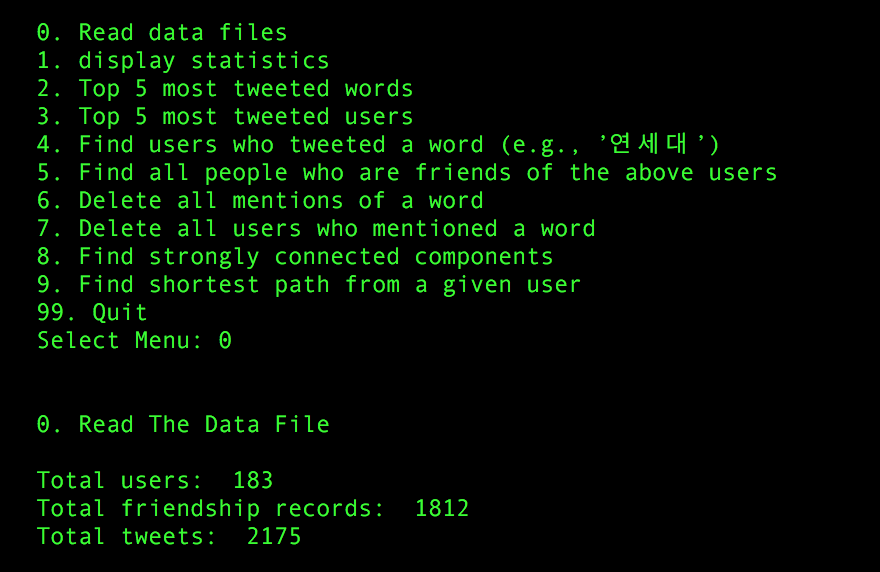 0. Read data files
1. display statistics
2. Top 5 most tweeted words
3. Top 5 most tweeted users
4. Find users who tweeted a word (e.g., ’연세대’)
5. Find all people who are friends of the above users
6. Delete all mentions of a word
7. Delete all users who mentioned a word
8. Find strongly connected components
9. Find shortest path from a given user
99. Quit
Select Menu: 0
0. Read The Data File
Total users:  183
Total friendship records:  1812
Total tweets:  2175